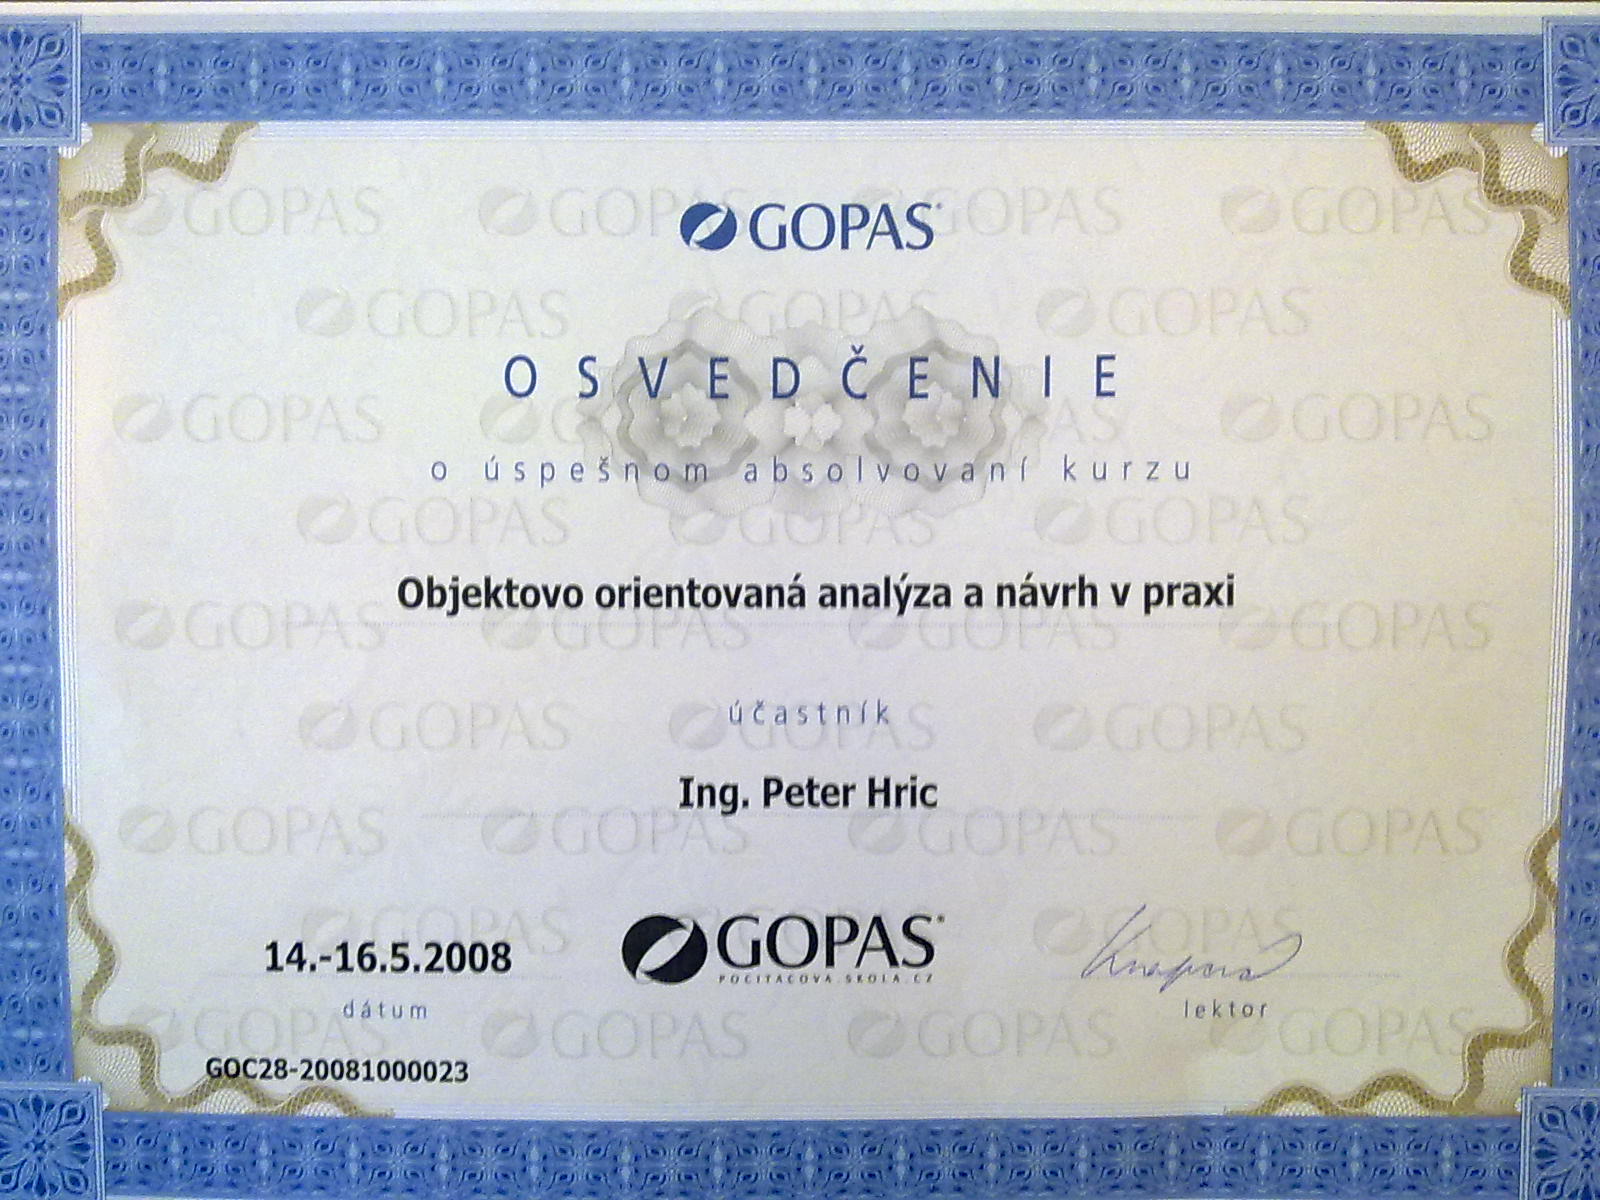 GOPAS
OSVEDČENIE
o úspešnom absolvovaní kurzu
Objektovo orientovaná analýza a návrh v praxi
účastník
Ing. Peter Hric
14.-16.5.2008
dátum
GOPAS
POCITACOVA.SKOLA.CZ
lektor
GOC28-20081000023